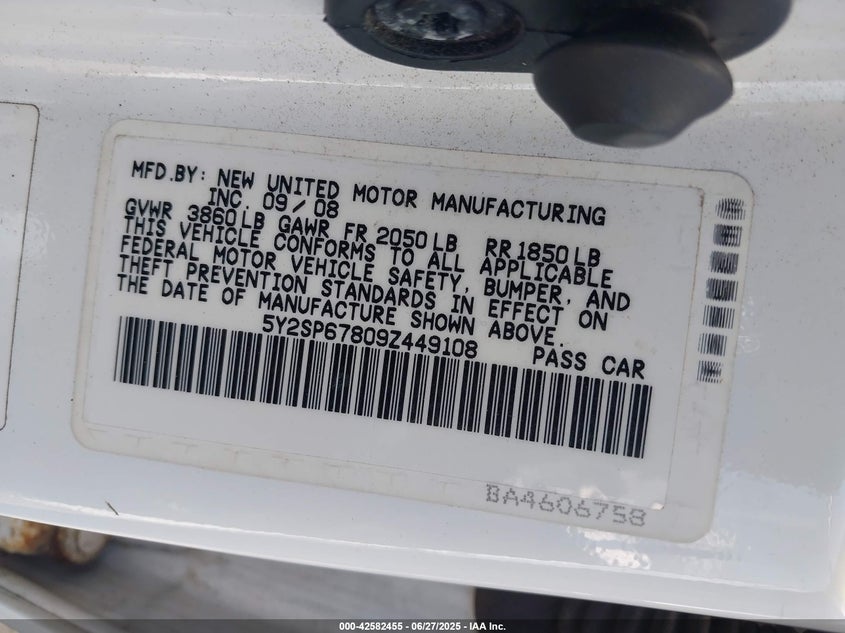 MFD.BY: NEW UNITED MOTOR MANUFACTURING
INC. 09/08
GVWR 3860LB GAWR FR 2050LB RR1850LB
THIS VEHICLE CONFORMS TO ALL APPLICABLE
FEDERAL MOTOR VEHICLE SAFETY, BUMPER, AND
THEFT PREVENTION STANDARDS IN EFFECT ON
THE DATE OF MANUFACTURE SHOWN ABOVE.
5Y2SP67809Z449108 PASS CAR
BA4606758
000-42582455 - 06/27/2025 - IAA Inc.